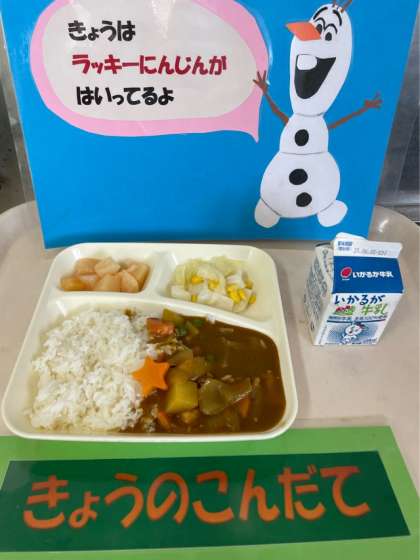 きょうは
ラッキーにんじんが
はいってるよ
いかるが牛乳
いかるが
牛乳
きょうのこんだて